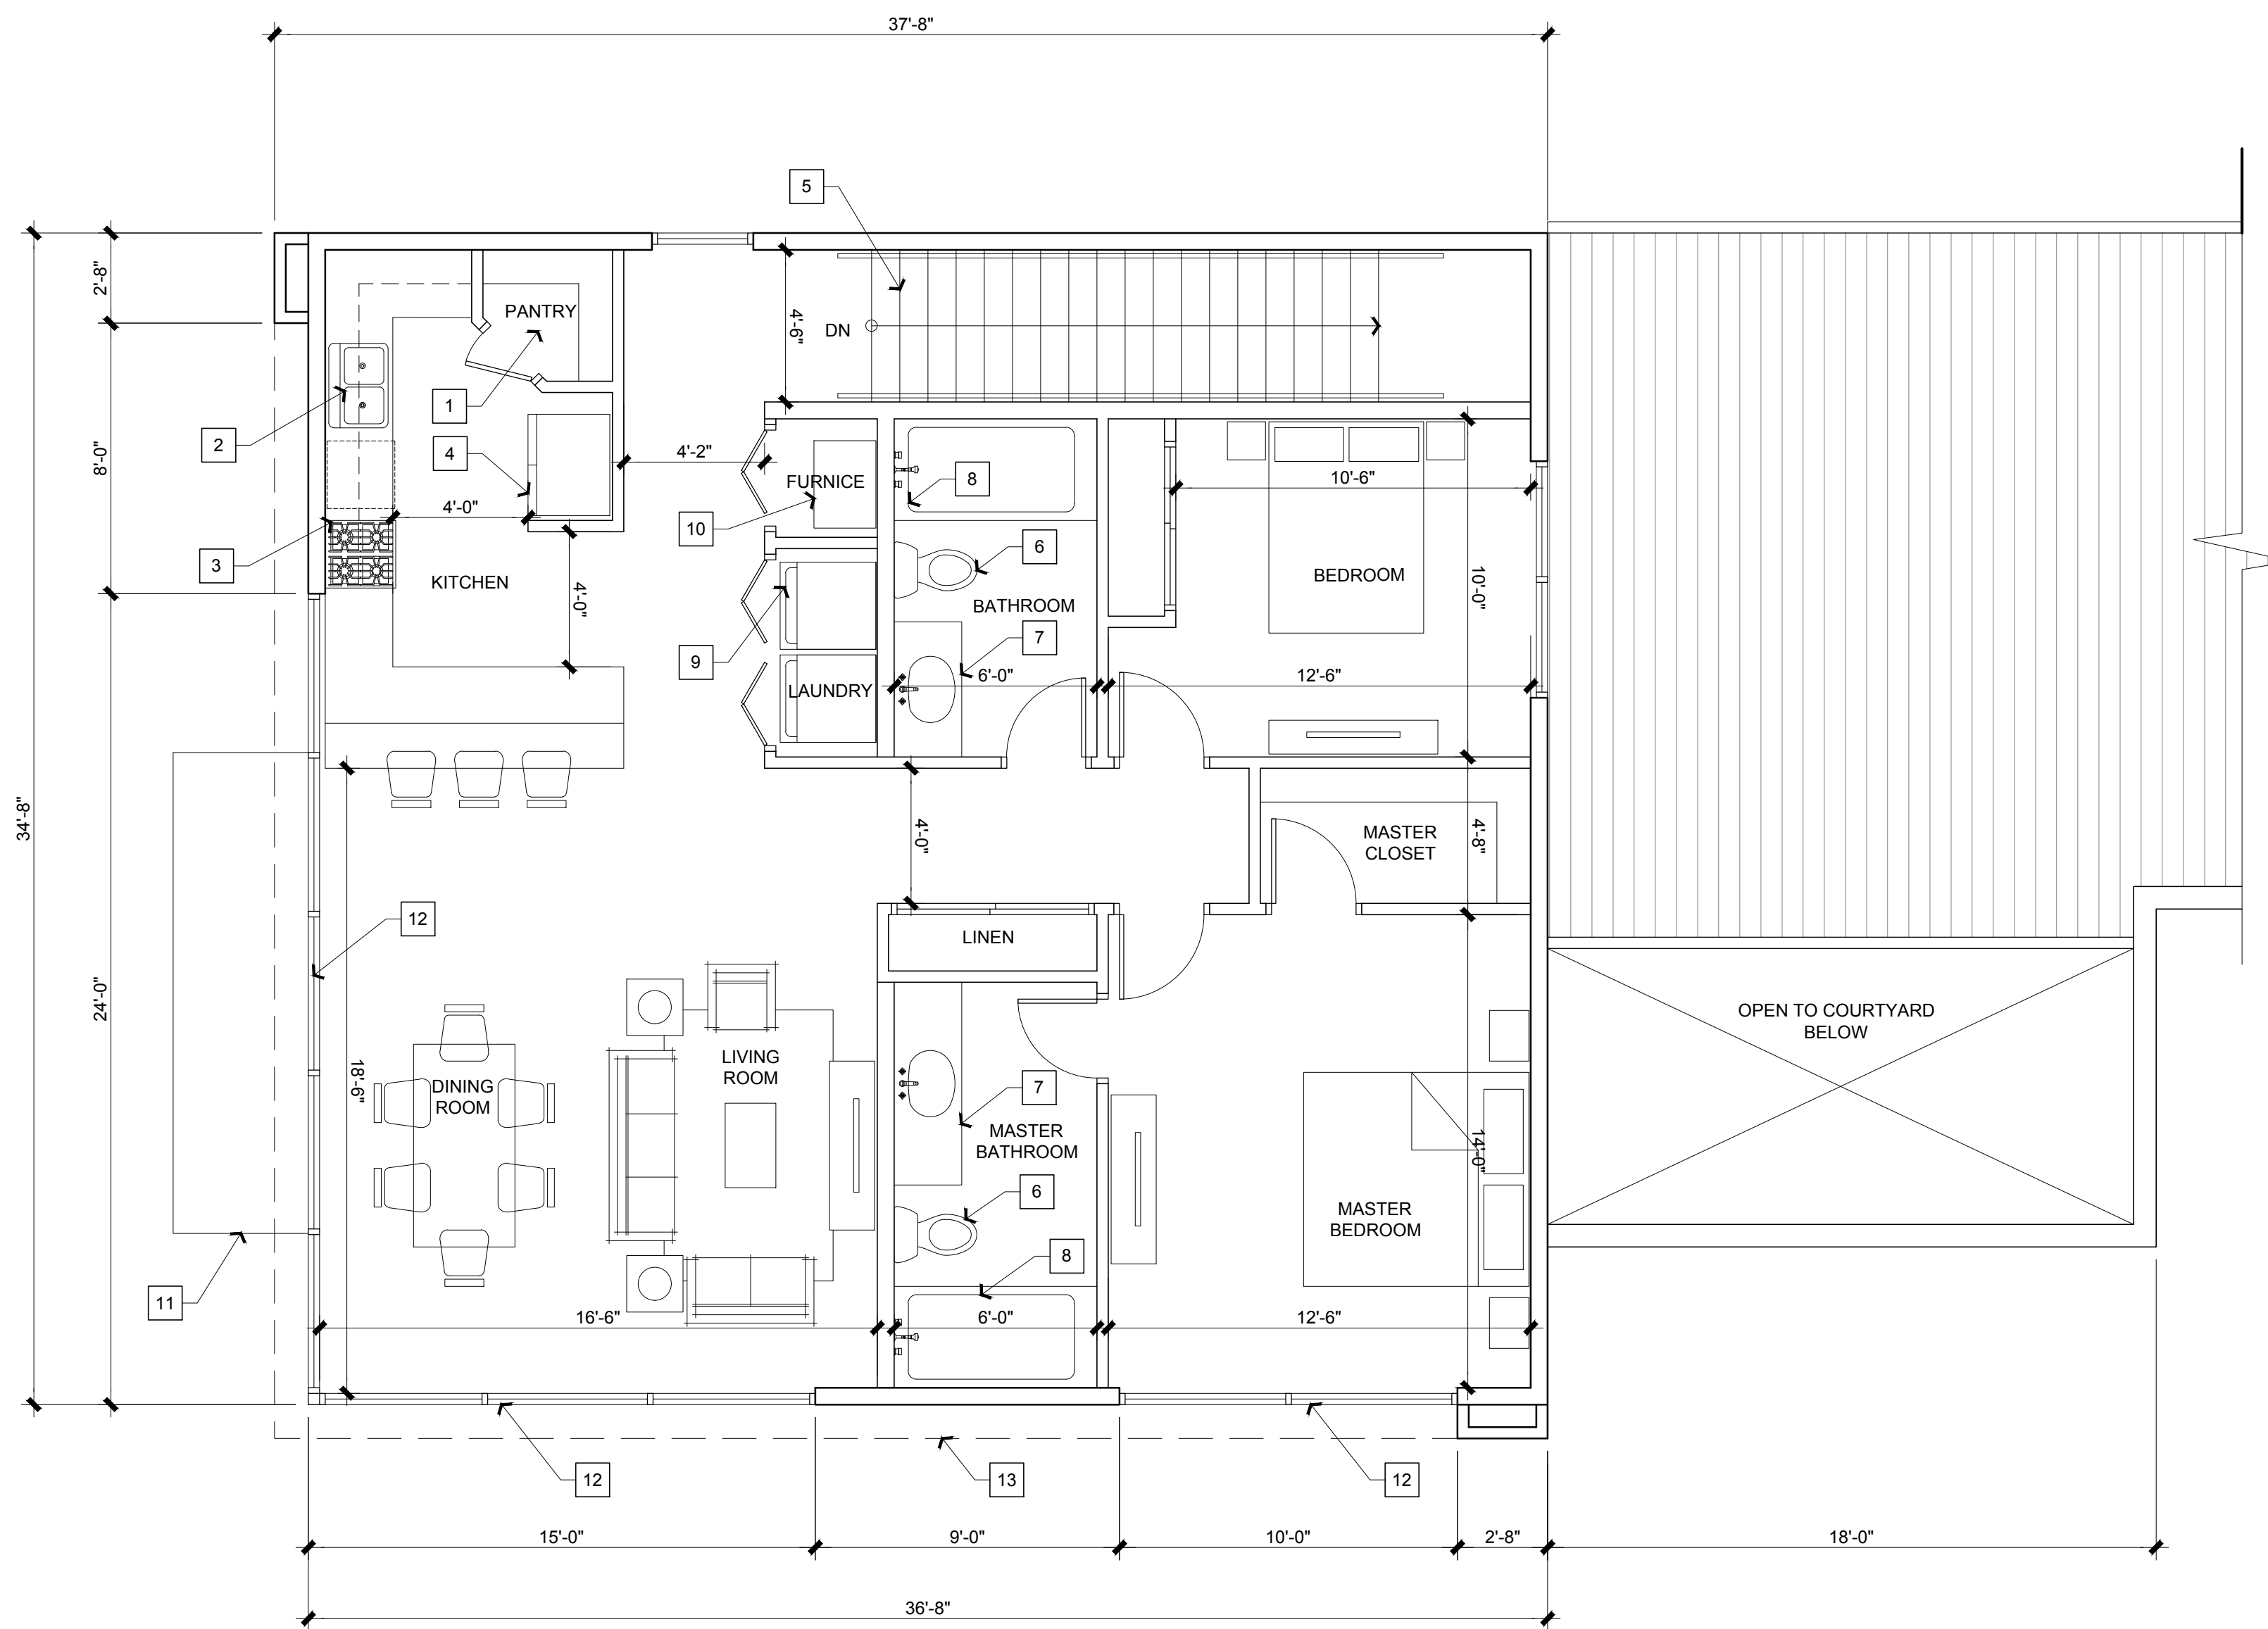 37'-8"
5
2'-8"
PANTRY
4'-6"
DN
1
2
4
8'-0"
4'-2"
FURNICE
8
10'-6"
4'-0"
10
3
6
KITCHEN
4'-0"
BEDROOM
10'-0"
BATHROOM
7
9
LAUNDRY
6'-0"
12'-6"
34'-8"
4'-0"
MASTER
CLOSET
4'-8"
12
LINEN
24'-0"
OPEN TO COURTYARD
BELOW
LIVING
ROOM
18'-6"
DINING
ROOM
7
MASTER
BATHROOM
14'-0"
6
MASTER
BEDROOM
8
11
16'-6"
6'-0"
12'-6"
12
13
12
15'-0"
9'-0"
10'-0"
2'-8"
18'-0"
36'-8"